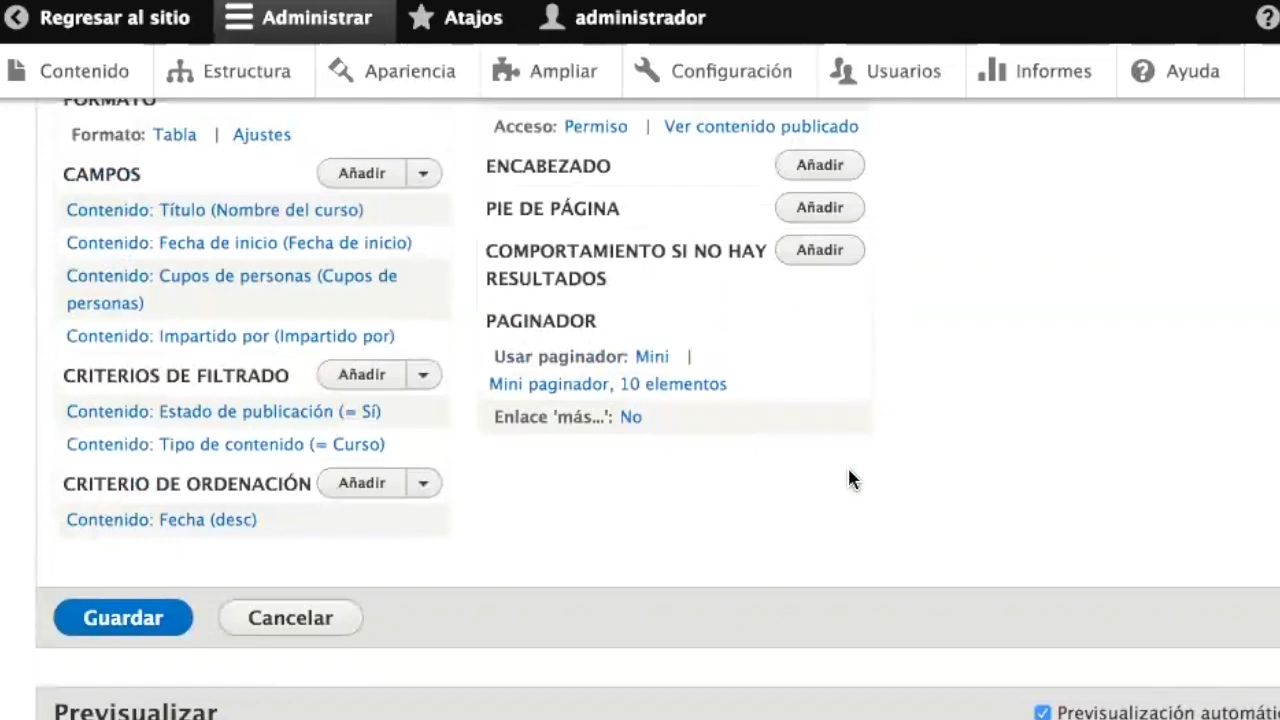 Regresar al sitio Administrar Atajos administrador
Contenido Estructura Apariencia Ampliar Configuración Usuarios Informes Ayuda
FORMATO
Formato: Tabla | Ajustes
CAMPOS Añadir
Contenido: Título (Nombre del curso)
Contenido: Fecha de inicio (Fecha de inicio)
Contenido: Cupos de personas (Cupos de
personas)
Contenido: Impartido por (Impartido por)
CRITERIOS DE FILTRADO Añadir
Contenido: Estado de publicación (= Sí)
Contenido: Tipo de contenido (= Curso)
CRITERIO DE ORDENACIÓN Añadir
Contenido: Fecha (desc)
Acceso: Permiso | Ver contenido publicado
ENCABEZADO Añadir
PIE DE PÁGINA Añadir
COMPORTAMIENTO SI NO HAY Añadir
RESULTADOS
PAGINADOR
Usar paginador: Mini |
Mini paginador, 10 elementos
Enlace 'más...': No
Guardar Cancelar
Previsualizar Previsualización automáti